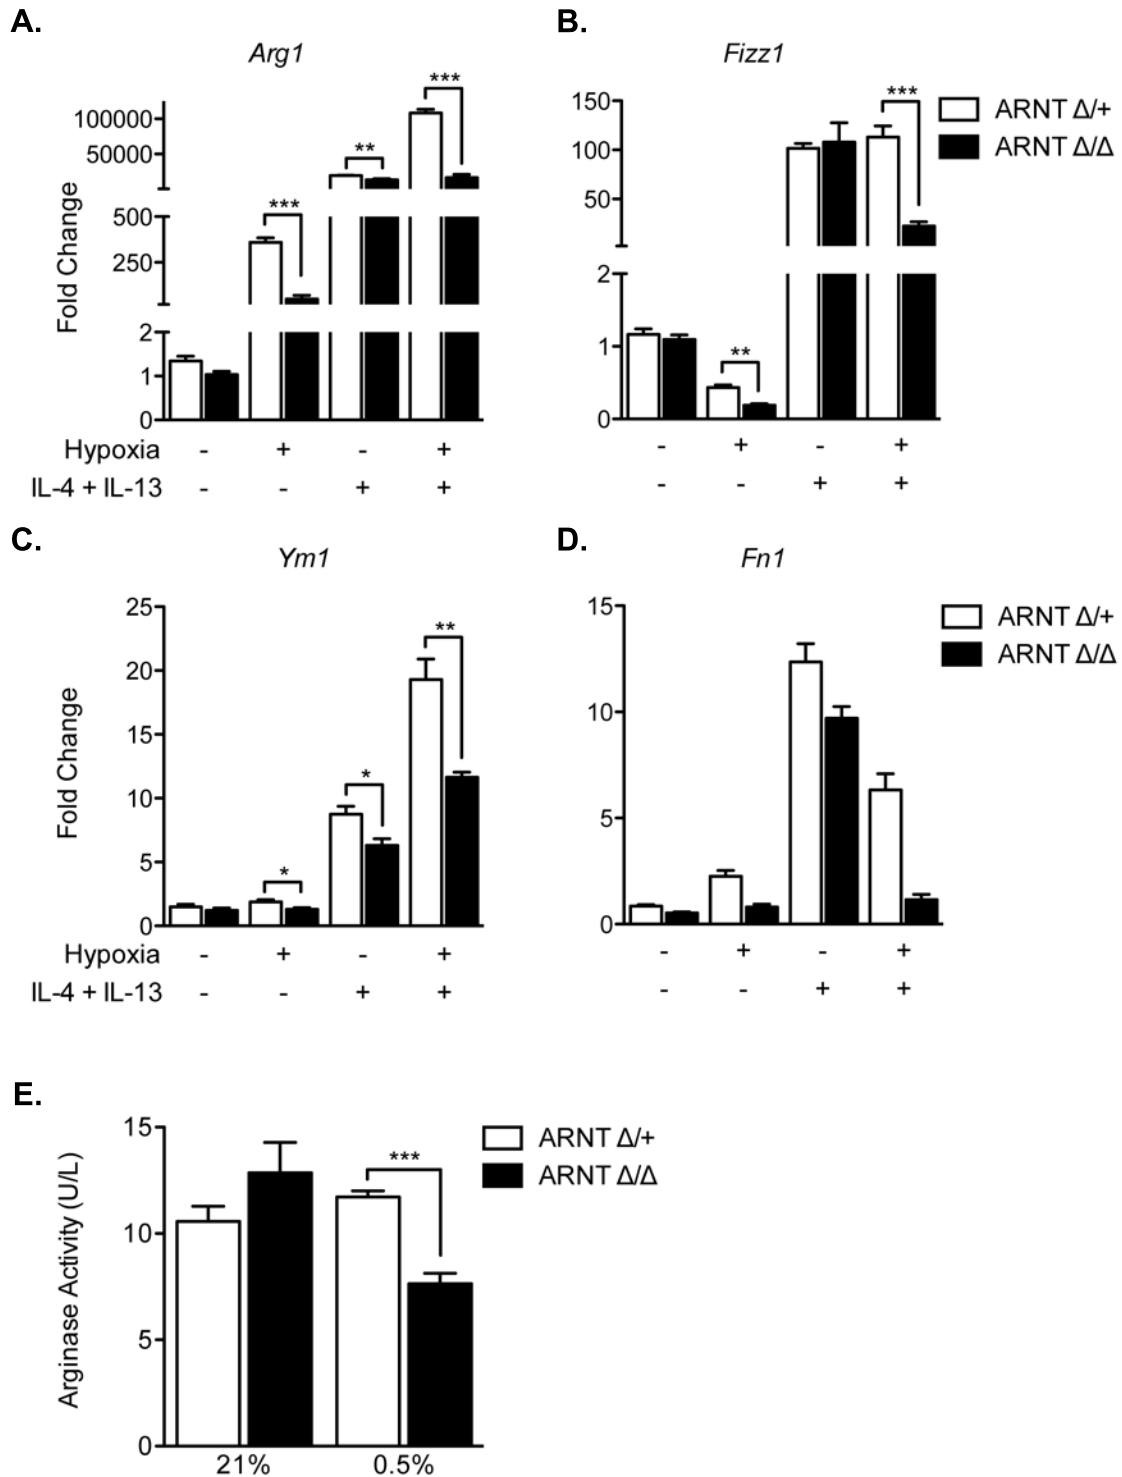 A.
Arg1
Fold Change
100000
50000
500
250
2
1
0
***
**
***
***
Hypoxia - + - +
IL-4 + IL-13 - - + +
B.
Fizz1
150
100
50
2
1
0
**
***
ARNT Δ/+
ARNT Δ/Δ
- + - +
- - + +
C.
Ym1
Fold Change
25
20
15
10
5
0
*
*
**
Hypoxia - + - +
IL-4 + IL-13 - - + +
D.
Fn1
15
10
5
0
ARNT Δ/+
ARNT Δ/Δ
- + - +
- - + +
E.
Arginase Activity (U/L)
15
10
5
0
***
ARNT Δ/+
ARNT Δ/Δ
21% 0.5%